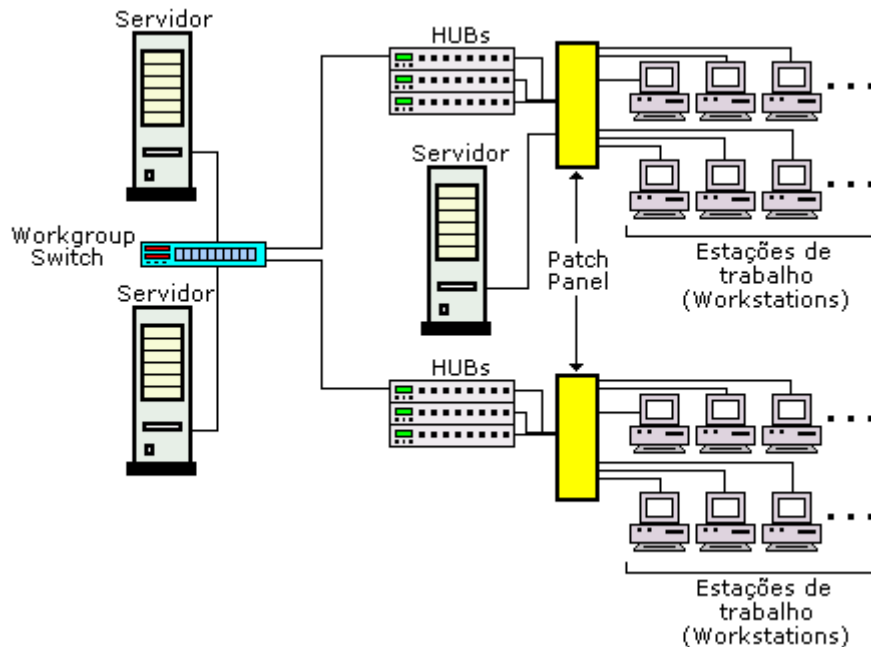 Servidor
HUBs
Servidor
Workgroup
Switch
Servidor
Patch
Panel
Estações de
trabalho
(Workstations)
HUBs
Estações de
trabalho
(Workstations)